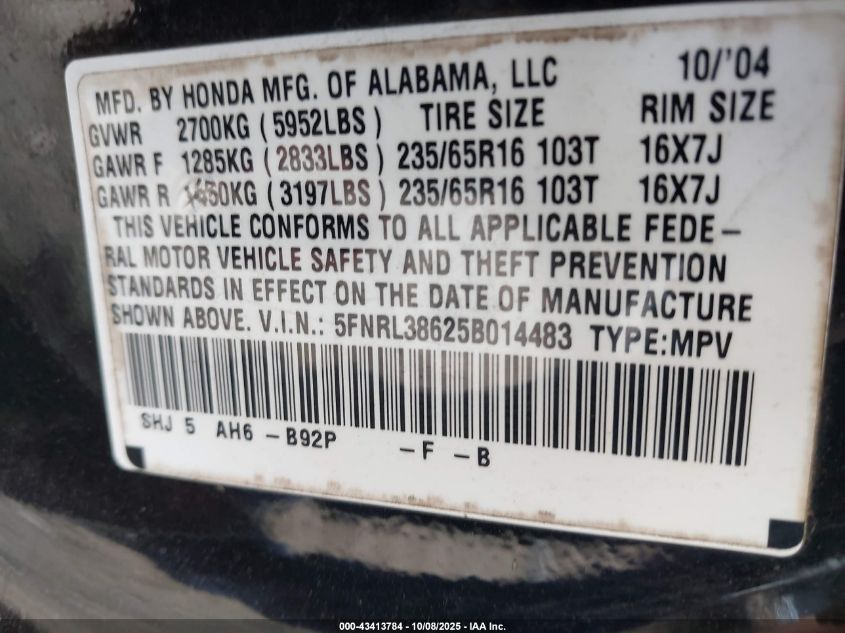 MFD. BY HONDA MFG. OF ALABAMA, LLC 10/'04
GVWR 2700KG (5952LBS) TIRE SIZE RIM SIZE
GAWR F 1285KG (2833LBS) 235/65R16 103T 16X7J
GAWR R 1450KG (3197LBS) 235/65R16 103T 16X7J
THIS VEHICLE CONFORMS TO ALL APPLICABLE FEDE-
RAL MOTOR VEHICLE SAFETY AND THEFT PREVENTION
STANDARDS IN EFFECT ON THE DATE OF MANUFACTURE
SHOWN ABOVE. V.I.N.: 5FNRL38625B014483 TYPE:MPV
SHJ 5 AH6 -B92P -F -B
000-43413784 - 10/08/2025 - IAA Inc.